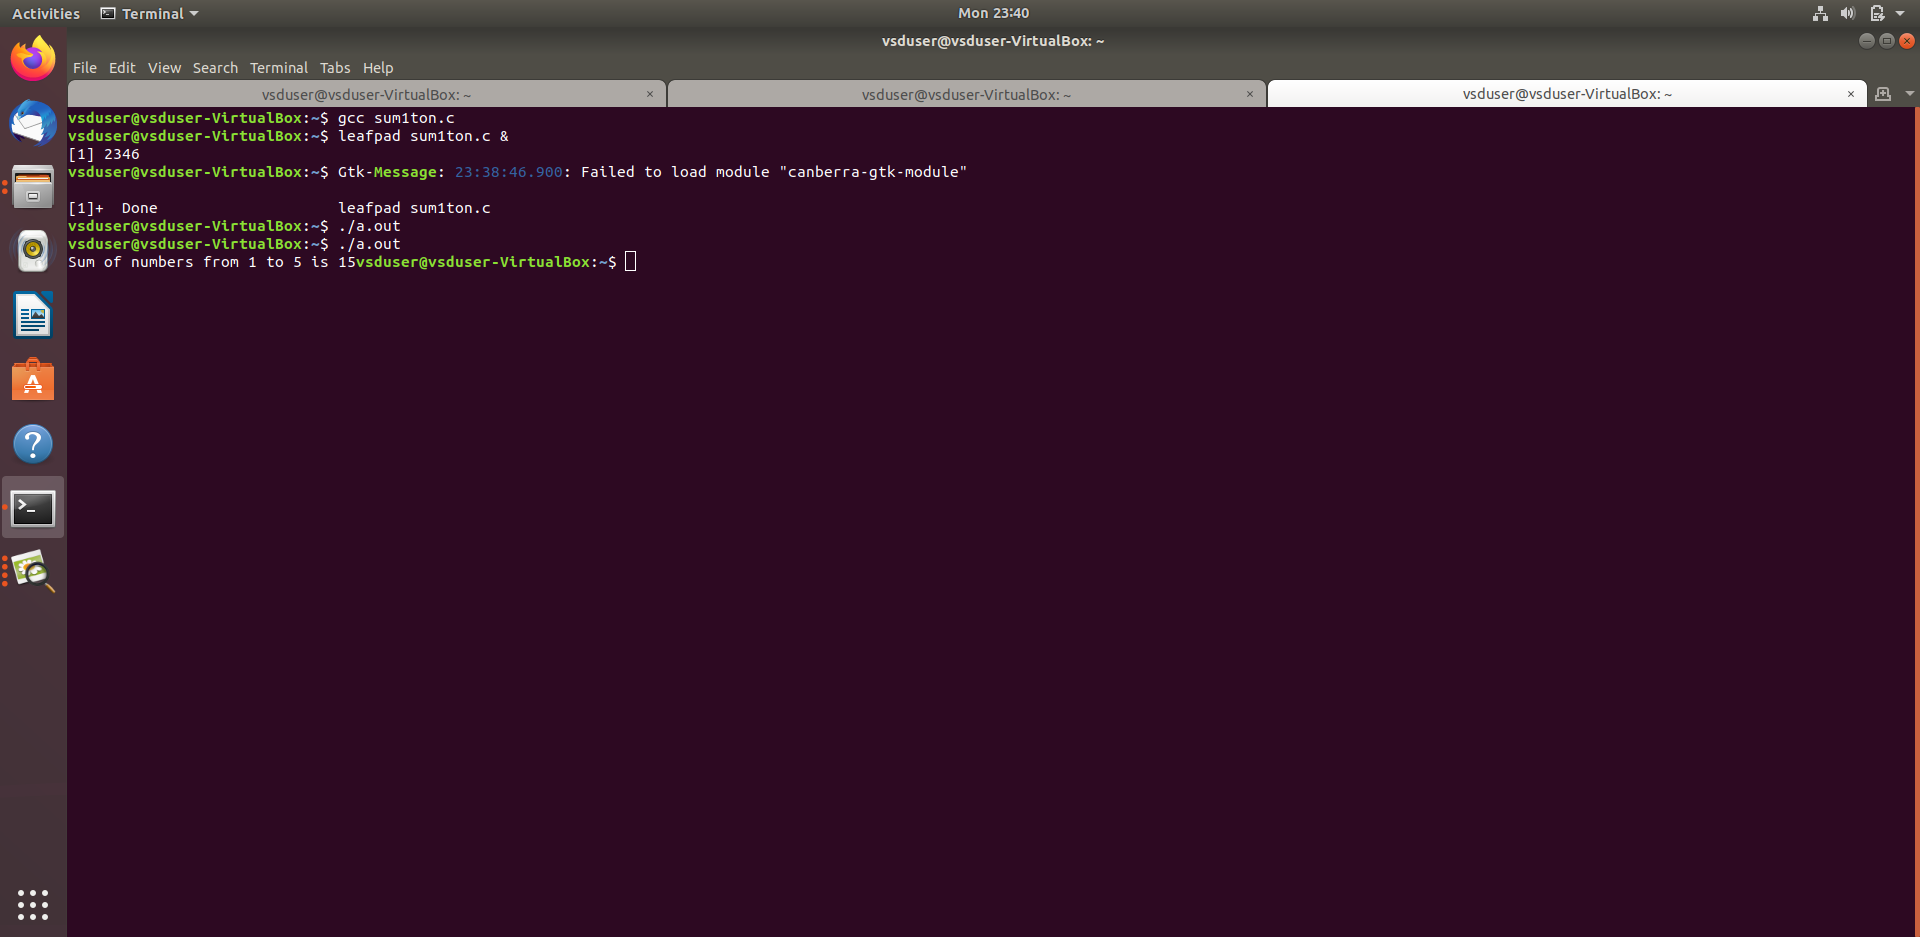 Activities Terminal Mon 23:40
vsduser@vsduser-VirtualBox: ~
File Edit View Search Terminal Tabs Help
vsduser@vsduser-VirtualBox: ~ × vsduser@vsduser-VirtualBox: ~ × vsduser@vsduser-VirtualBox: ~ ×
vsduser@vsduser-VirtualBox:~$ gcc sum1ton.c
vsduser@vsduser-VirtualBox:~$ leafpad sum1ton.c &
[1] 2346
vsduser@vsduser-VirtualBox:~$ Gtk-Message: 23:38:46.900: Failed to load module "canberra-gtk-module"
[1]+  Done                    leafpad sum1ton.c
vsduser@vsduser-VirtualBox:~$ ./a.out
vsduser@vsduser-VirtualBox:~$ ./a.out
Sum of numbers from 1 to 5 is 15vsduser@vsduser-VirtualBox:~$